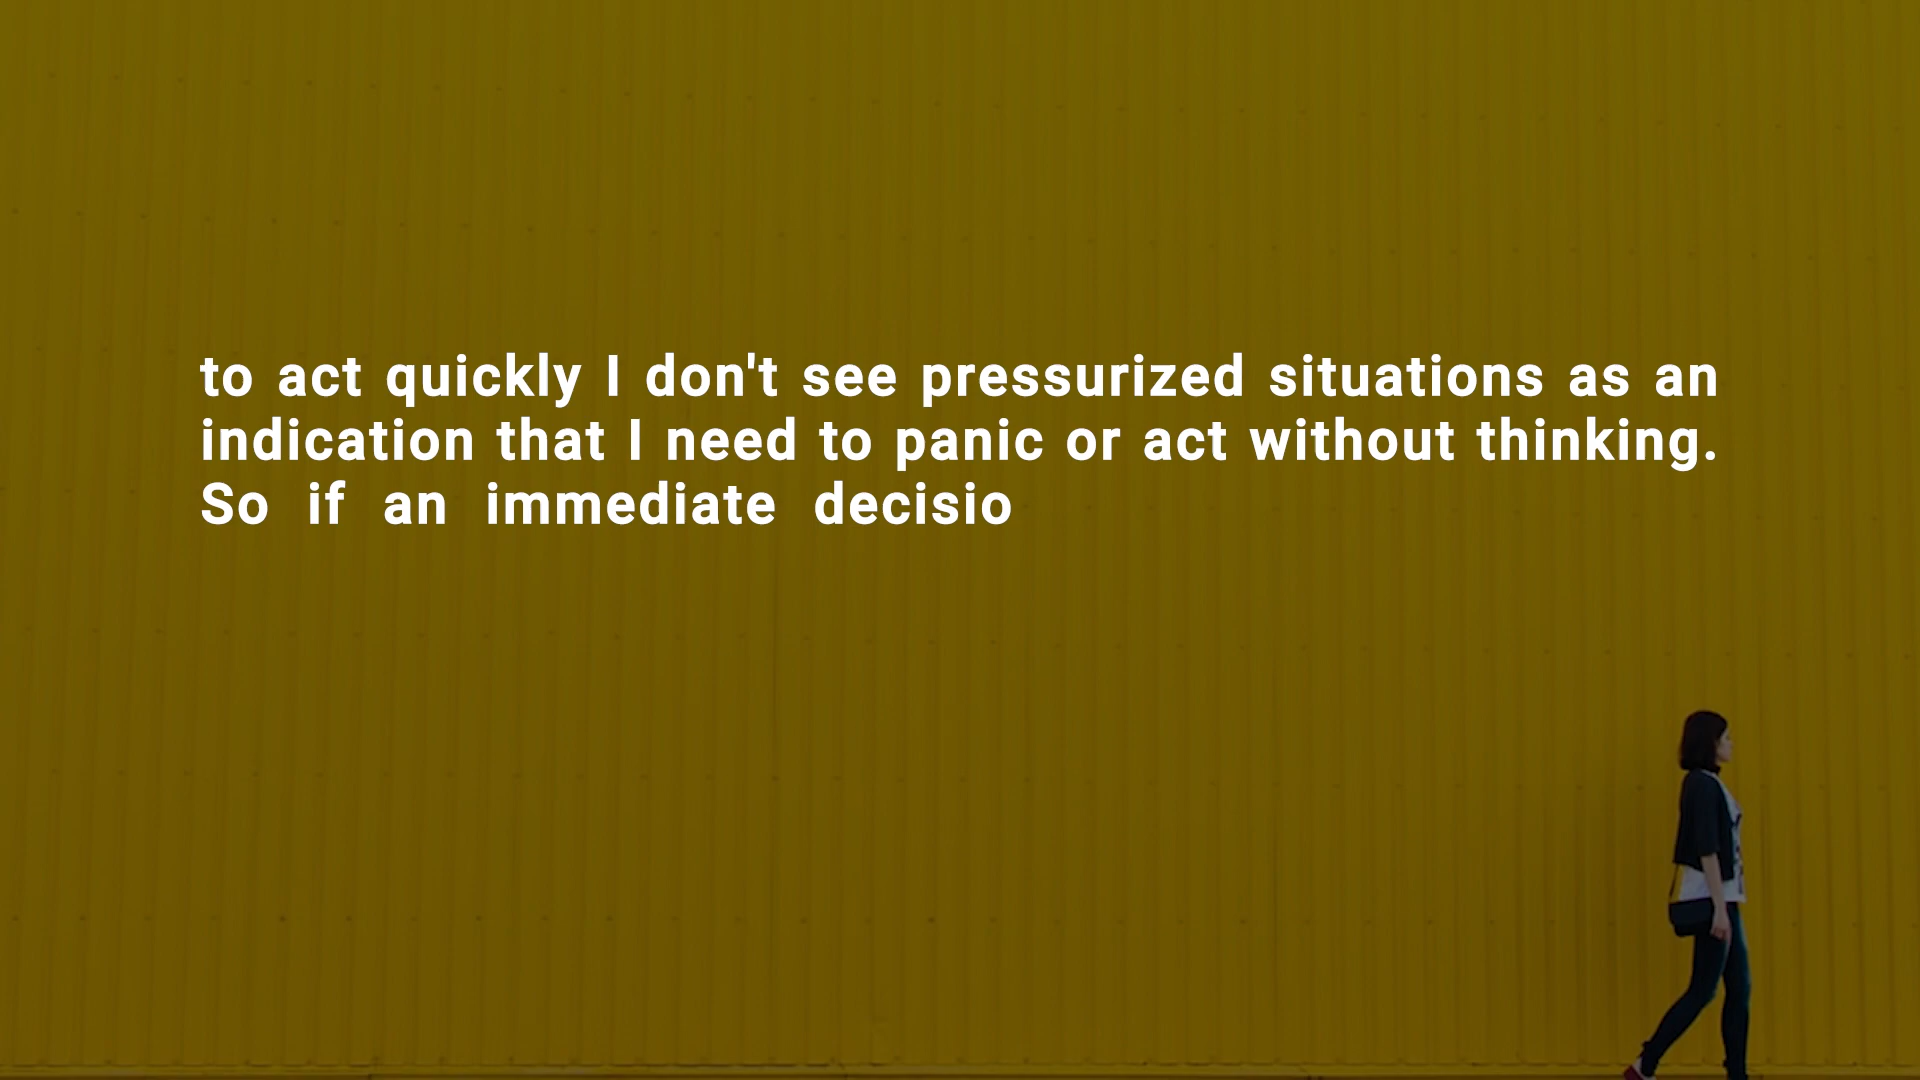 to act quickly I don't see pressurized situations as an
indication that I need to panic or act without thinking.
So if an immediate decisio